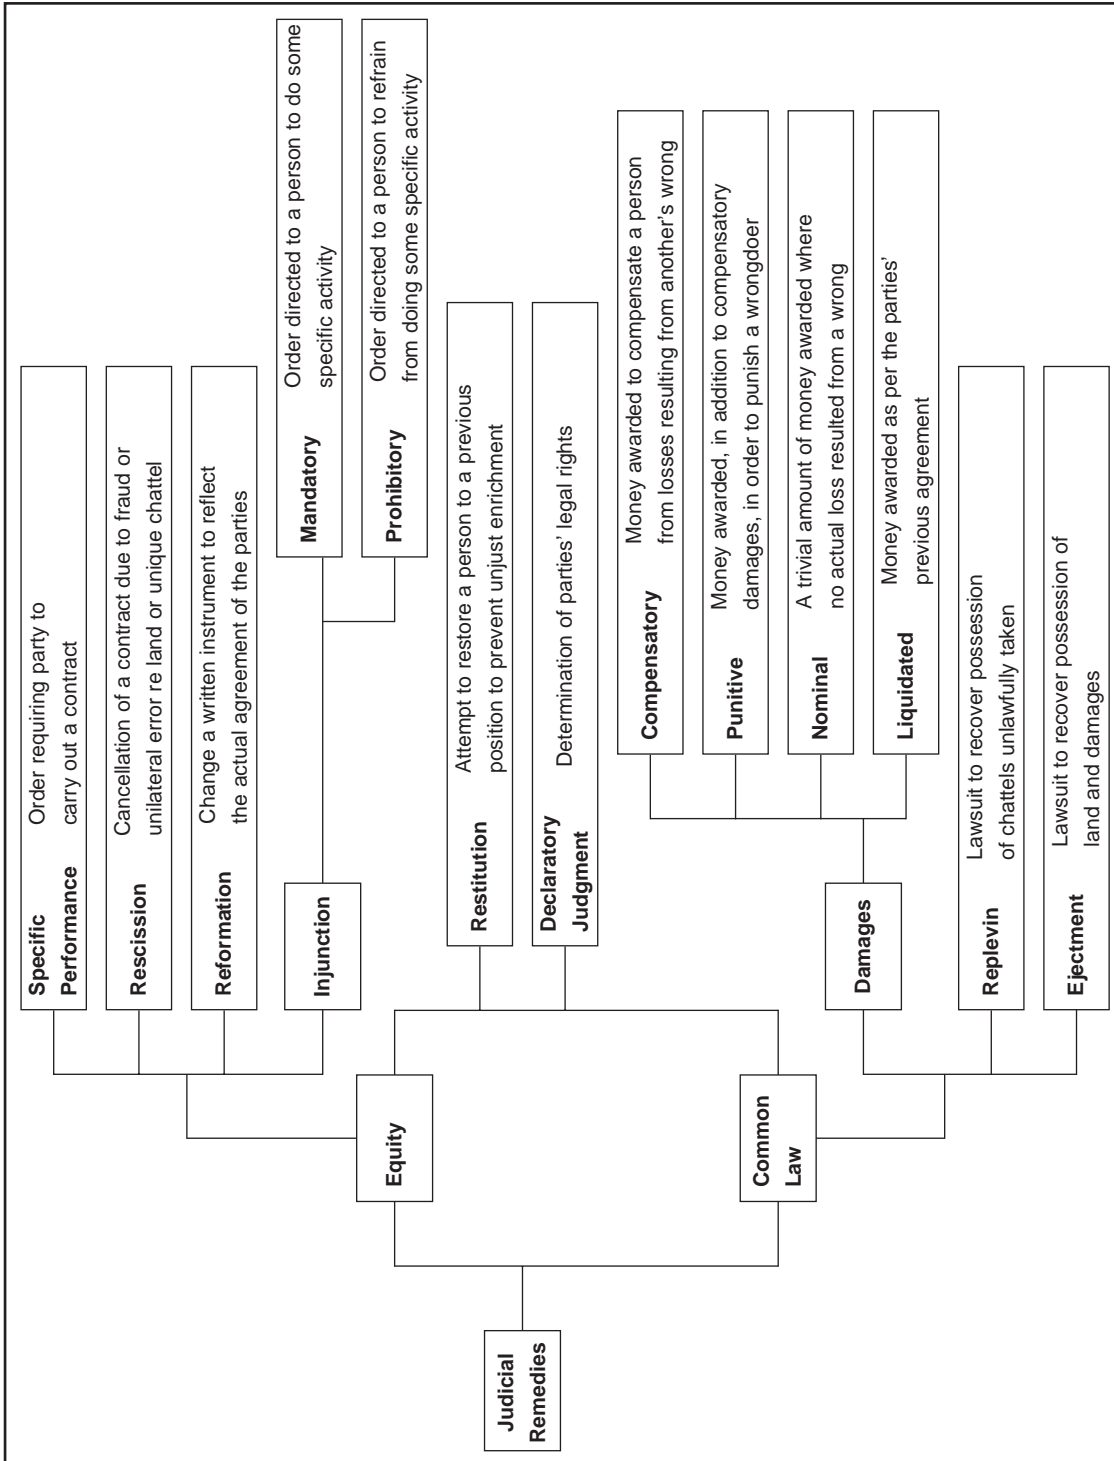 Judicial
Remedies
Equity
Specific
Performance
Order requiring party to
carry out a contract
Rescission
Cancellation of a contract due to fraud or
unilateral error re land or unique chattel
Reformation
Change a written instrument to reflect
the actual agreement of the parties
Injunction
Mandatory
Order directed to a person to do some
specific activity
Prohibitory
Order directed to a person to refrain
from doing some specific activity
Restitution
Attempt to restore a person to a previous
position to prevent unjust enrichment
Declaratory
Judgment
Determination of parties' legal rights
Common
Law
Damages
Compensatory
Money awarded to compensate a person
from losses resulting from another's wrong
Punitive
Money awarded, in addition to compensatory
damages, in order to punish a wrongdoer
Nominal
A trivial amount of money awarded where
no actual loss resulted from a wrong
Liquidated
Money awarded as per the parties'
previous agreement
Replevin
Lawsuit to recover possession
of chattels unlawfully taken
Ejectment
Lawsuit to recover possession of
land and damages